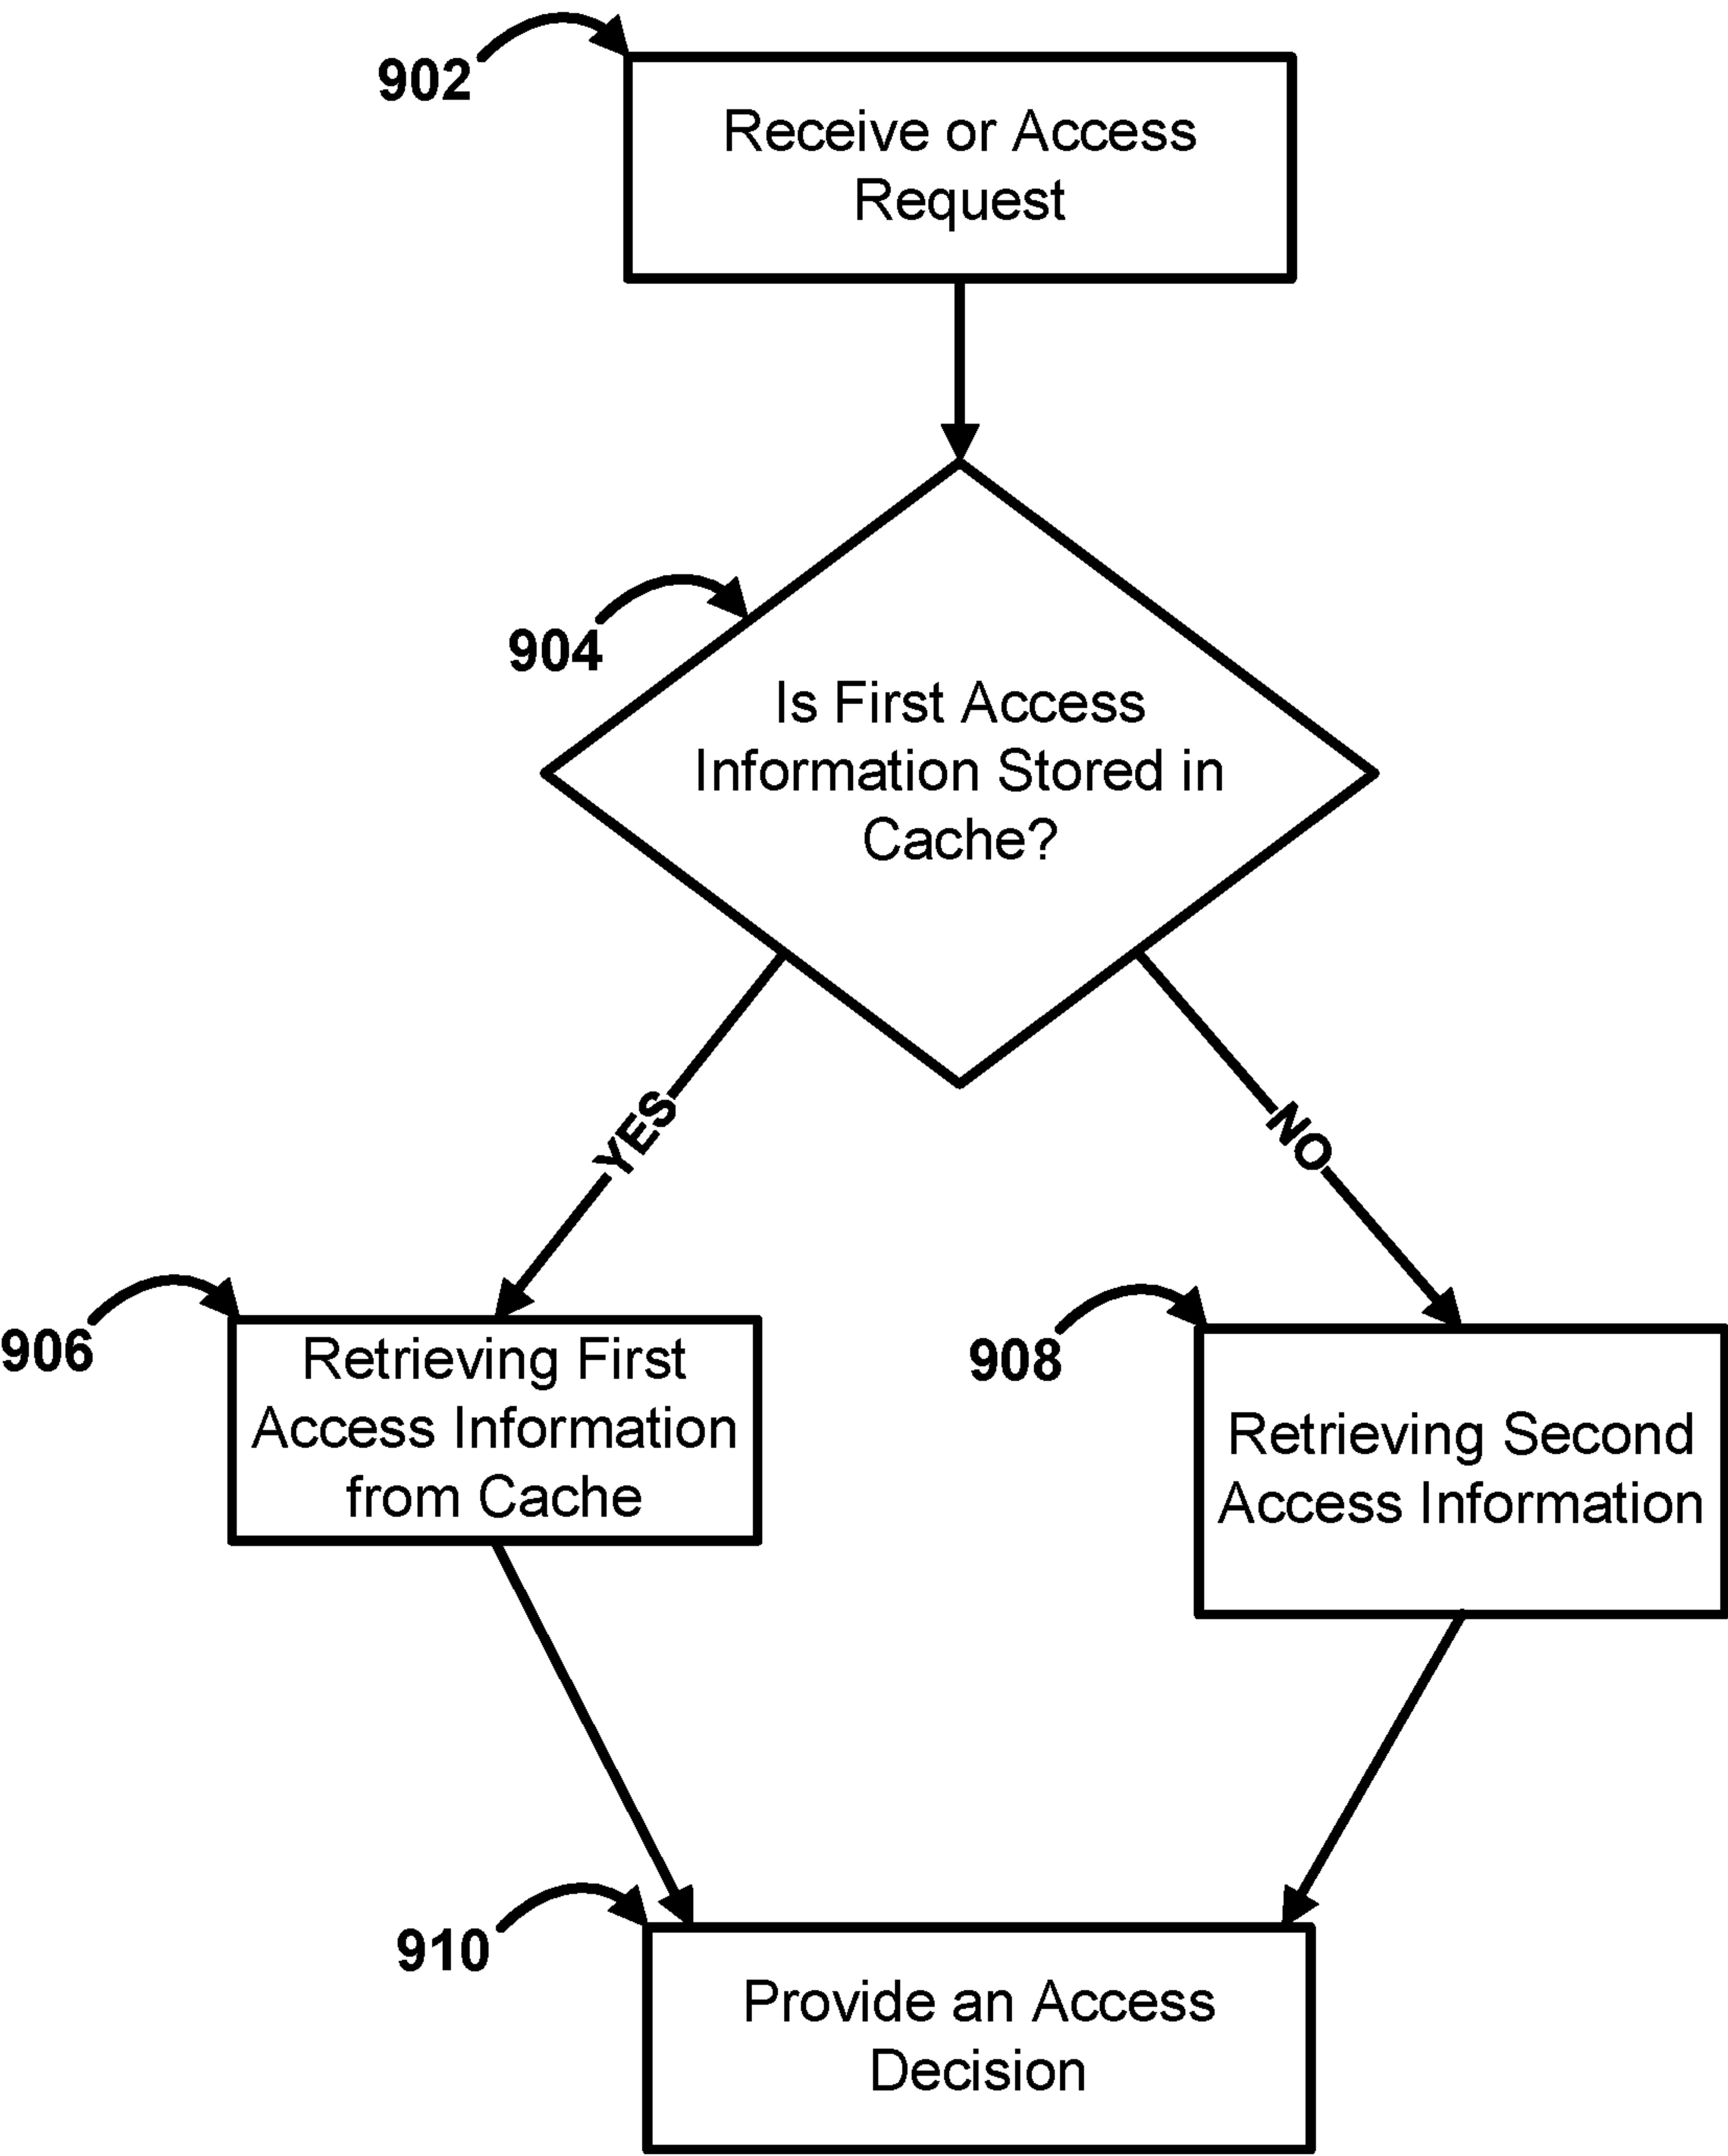 902
Receive or Access
Request
904
Is First Access
Information Stored in
Cache?
YES
NO
906
Retrieving First
Access Information
from Cache
908
Retrieving Second
Access Information
910
Provide an Access
Decision